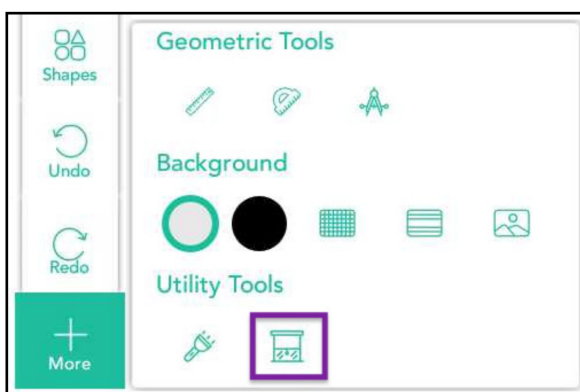 Shapes
Undo
Redo
More
Geometric Tools
Background
Utility Tools